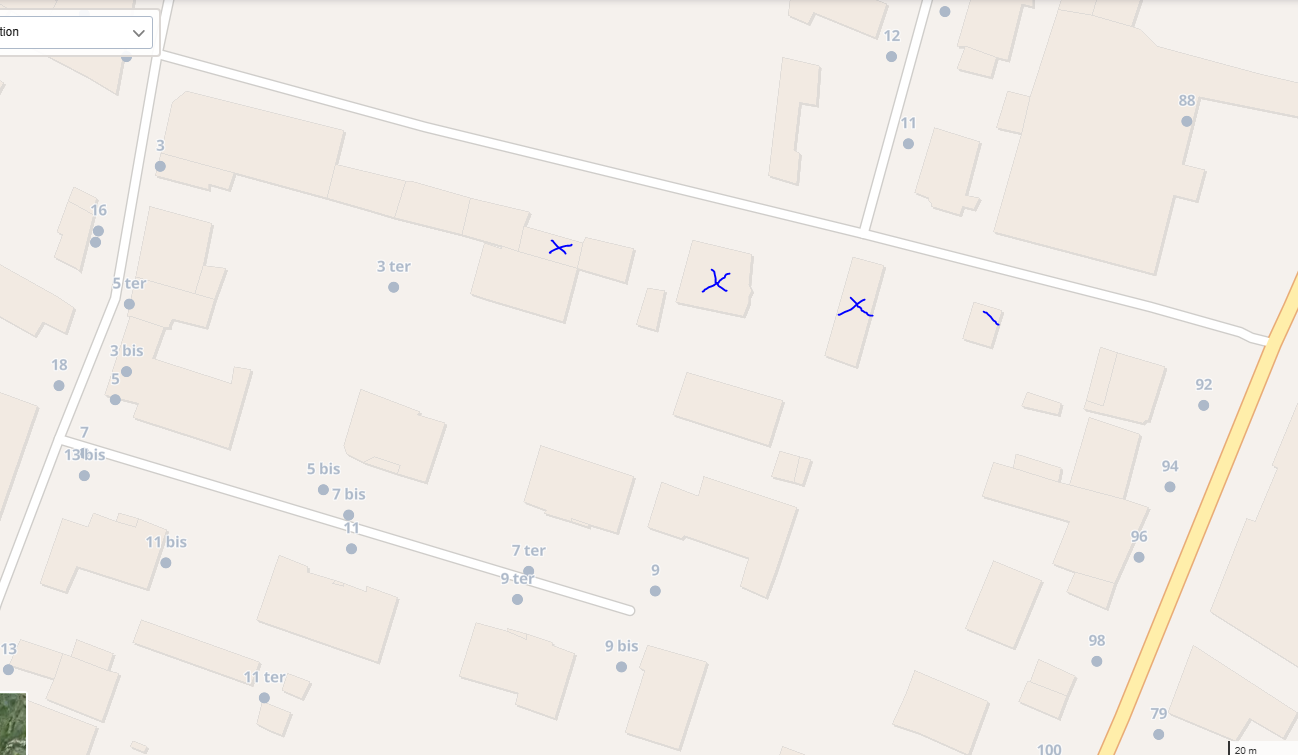 tion
12
88
11
3
16
3 ter
5 ter
3 bis
18
5
92
7
13 bis
5 bis
94
7 bis
11
96
11 bis
7 ter
9
9 ter
98
9 bis
13
11 ter
79
100
20 m